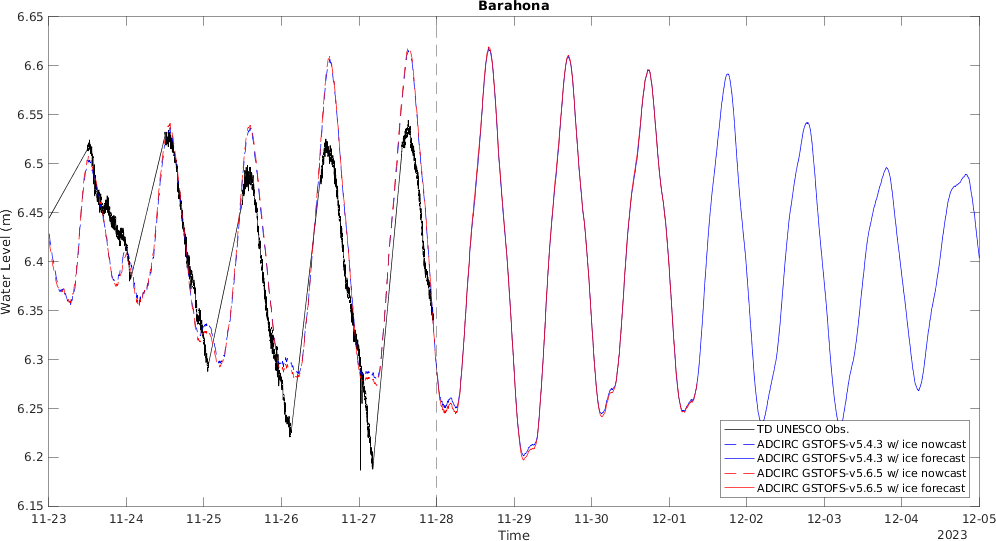 Barahona
6.65
6.6
6.55
6.5
6.45
6.4
6.35
6.3
6.25
6.2
6.15
Water Level (m)
11-23 11-24 11-25 11-26 11-27 11-28 11-29 11-30 12-01 12-02 12-03 12-04 12-05
Time
2023
TD UNESCO Obs.
ADCIRC GSTOFS-v5.4.3 w/ ice nowcast
ADCIRC GSTOFS-v5.4.3 w/ ice forecast
ADCIRC GSTOFS-v5.6.5 w/ ice nowcast
ADCIRC GSTOFS-v5.6.5 w/ ice forecast